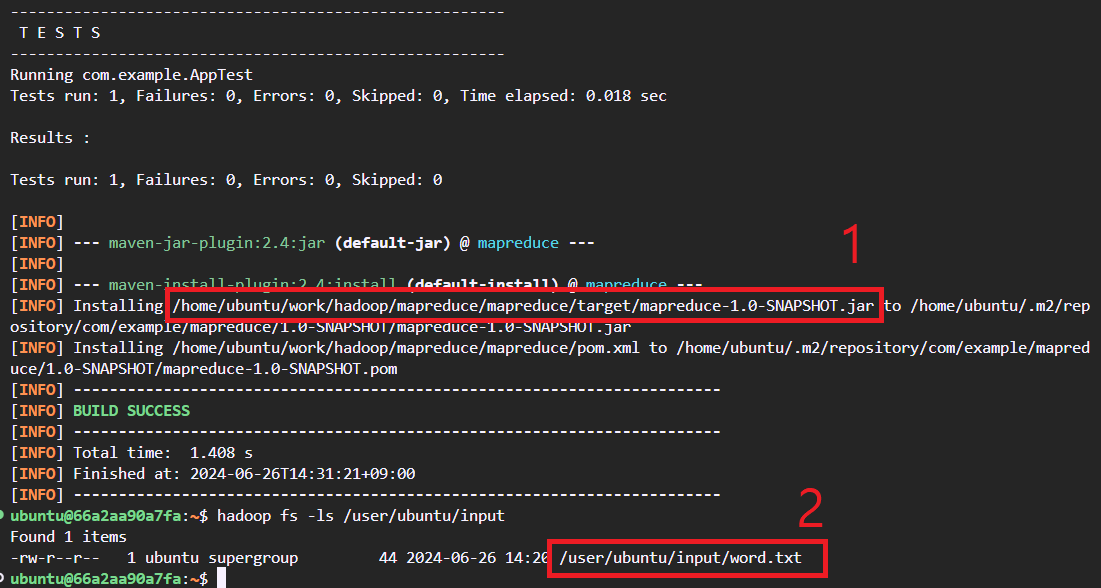 ------------------------------------------------------
 T E S T S
------------------------------------------------------
Running com.example.AppTest
Tests run: 1, Failures: 0, Errors: 0, Skipped: 0, Time elapsed: 0.018 sec
Results :
Tests run: 1, Failures: 0, Errors: 0, Skipped: 0
[INFO]
[INFO] --- maven-jar-plugin:2.4:jar (default-jar) @ mapreduce ---
1
[INFO]
[INFO] --- maven-install-plugin:2.4:install (default-install) @ mapreduce ---
[INFO] Installing /home/ubuntu/work/hadoop/mapreduce/mapreduce/target/mapreduce-1.0-SNAPSHOT.jar to /home/ubuntu/.m2/rep
ository/com/example/mapreduce/1.0-SNAPSHOT/mapreduce-1.0-SNAPSHOT.jar
[INFO] Installing /home/ubuntu/work/hadoop/mapreduce/mapreduce/pom.xml to /home/ubuntu/.m2/repository/com/example/mapred
uce/1.0-SNAPSHOT/mapreduce-1.0-SNAPSHOT.pom
[INFO] ------------------------------------------------------------------------
[INFO] BUILD SUCCESS
[INFO] ------------------------------------------------------------------------
[INFO] Total time:  1.408 s
[INFO] Finished at: 2024-06-26T14:31:21+09:00
[INFO] ------------------------------------------------------------------------
2
ubuntu@66a2aa90a7fa:~$ hadoop fs -ls /user/ubuntu/input
Found 1 items
-rw-r--r--   1 ubuntu supergroup         44 2024-06-26 14:20 /user/ubuntu/input/word.txt
ubuntu@66a2aa90a7fa:~$